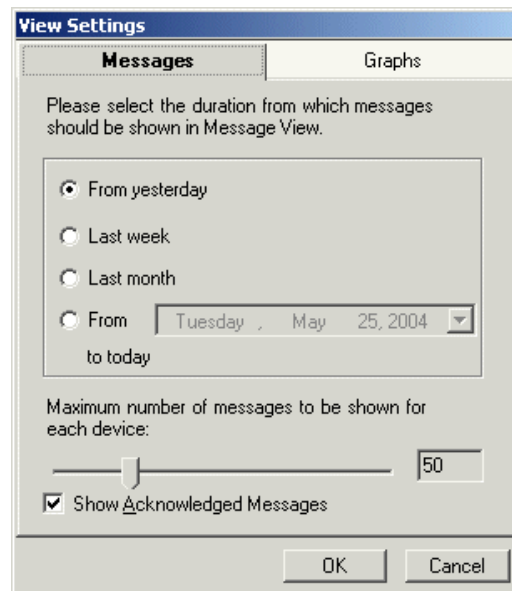 View Settings
Messages
Graphs
Please select the duration from which messages
should be shown in Message View.
From yesterday
Last week
Last month
From Tuesday , May 25, 2004
to today
Maximum number of messages to be shown for
each device:
50
Show Acknowledged Messages
OK
Cancel